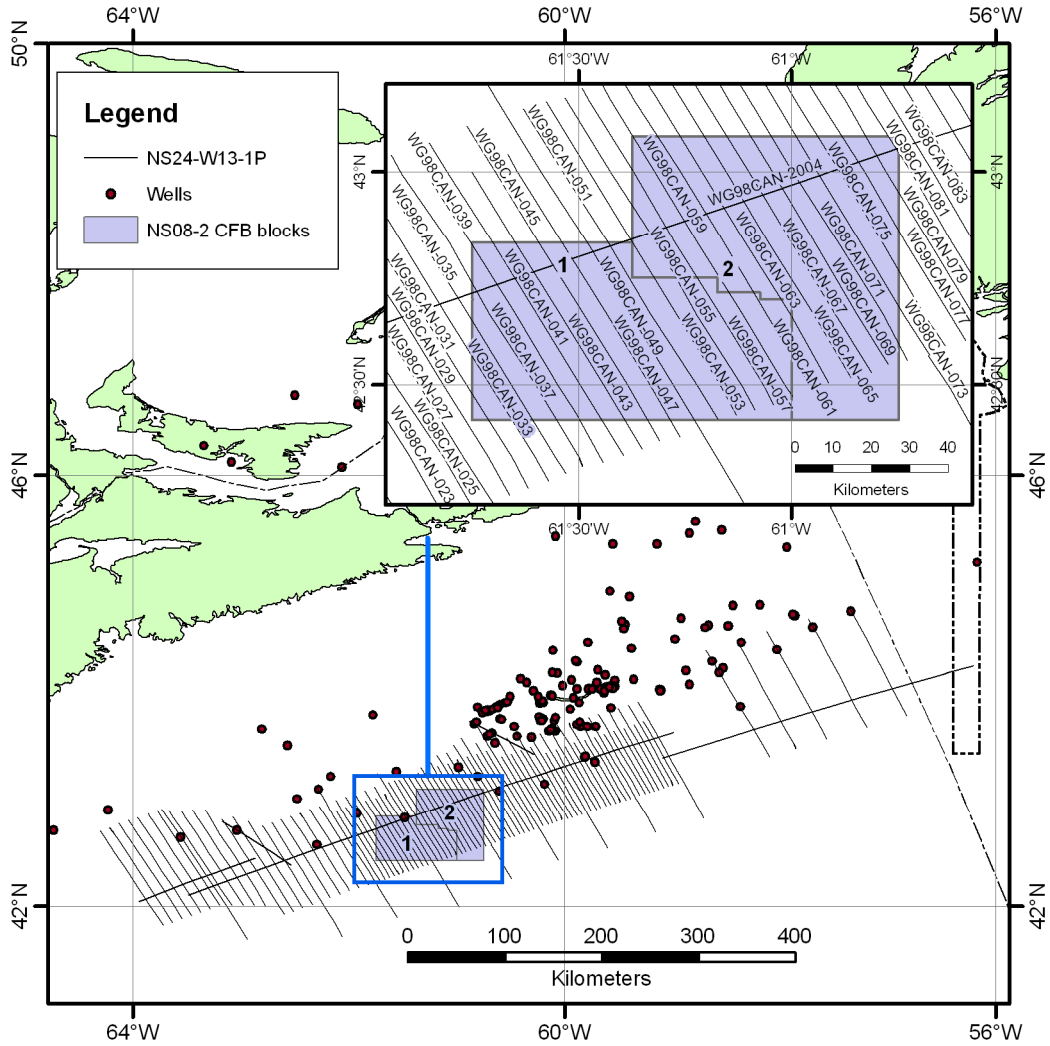 64°W
60°W
56°W
50°N
50°N
61°30'W
61°W
Legend
NS24-W13-1P
Wells
NS08-2 CFB blocks
43°N
43°N
WG98CAN-2004
WG98CAN-051
WG98CAN-045
WG98CAN-039
WG98CAN-035
WG98CAN-031
WG98CAN-029
WG98CAN-027
WG98CAN-025
WG98CAN-023
WG98CAN-033
WG98CAN-037
WG98CAN-041
WG98CAN-043
WG98CAN-047
WG98CAN-049
WG98CAN-053
WG98CAN-055
WG98CAN-057
WG98CAN-059
WG98CAN-061
WG98CAN-063
WG98CAN-065
WG98CAN-067
WG98CAN-069
WG98CAN-071
WG98CAN-073
WG98CAN-075
WG98CAN-077
WG98CAN-079
WG98CAN-081
WG98CAN-083
1
2
42°30'N
42°30'N
0 10 20 30 40
Kilometers
61°30'W
61°W
46°N
46°N
2
1
42°N
42°N
0 100 200 300 400
Kilometers
64°W
60°W
56°W